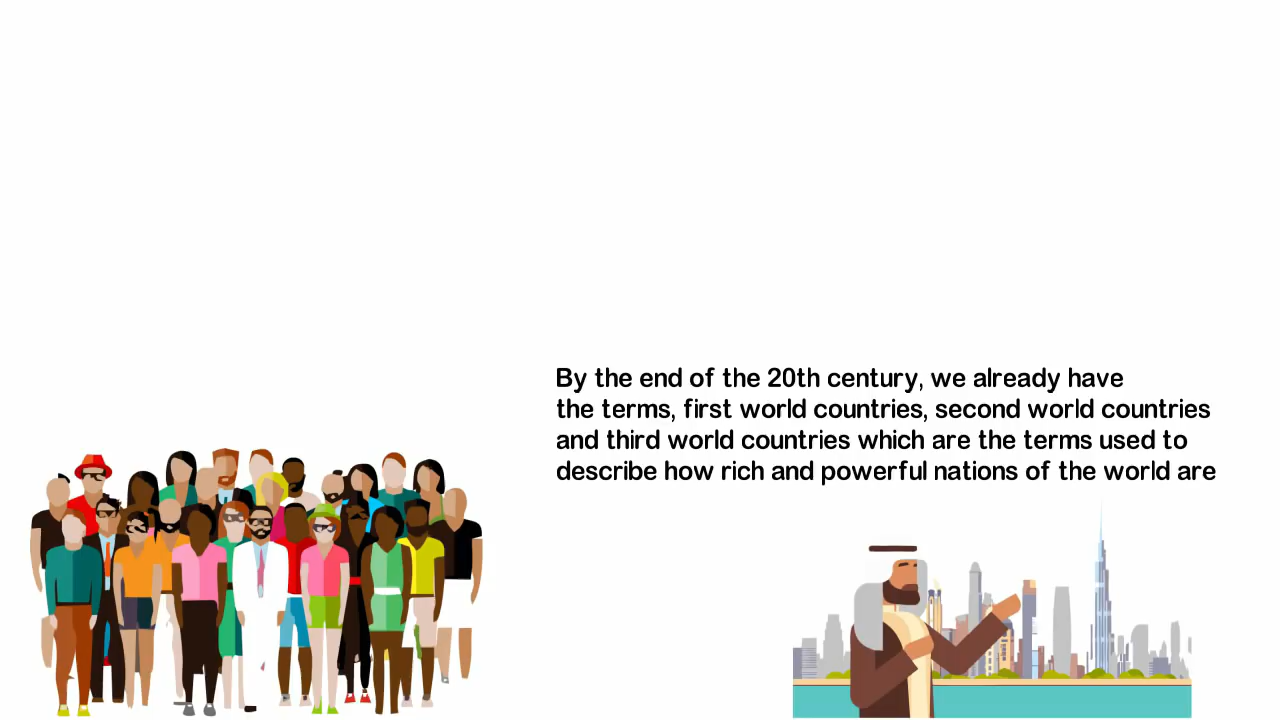 By the end of the 20th century, we already have
the terms, first world countries, second world countries
and third world countries which are the terms used to
describe how rich and powerful nations of the world are